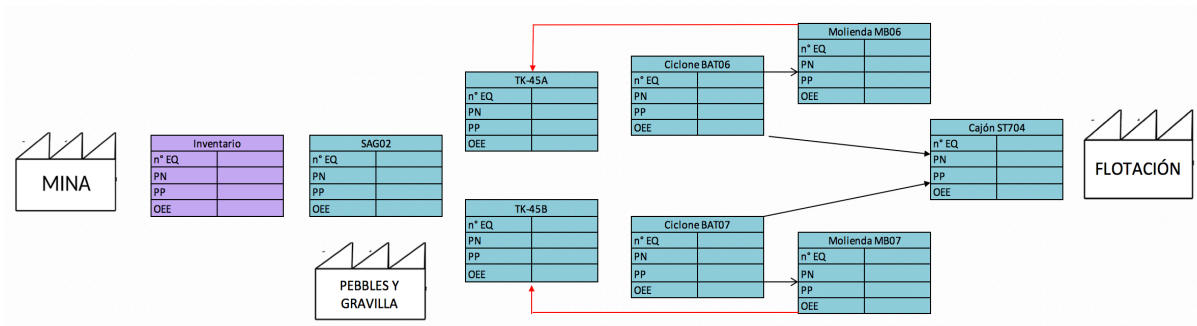 MINA
Inventario
n° EQ
PN
PP
OEE
SAG02
n° EQ
PN
PP
OEE
PEBBLES Y
GRAVILLA
TK-45A
n° EQ
PN
PP
OEE
TK-45B
n° EQ
PN
PP
OEE
Ciclone BAT06
n° EQ
PN
PP
OEE
Ciclone BAT07
n° EQ
PN
PP
OEE
Molienda MB06
n° EQ
PN
PP
OEE
Molienda MB07
n° EQ
PN
PP
OEE
Cajón ST704
n° EQ
PN
PP
OEE
FLOTACIÓN